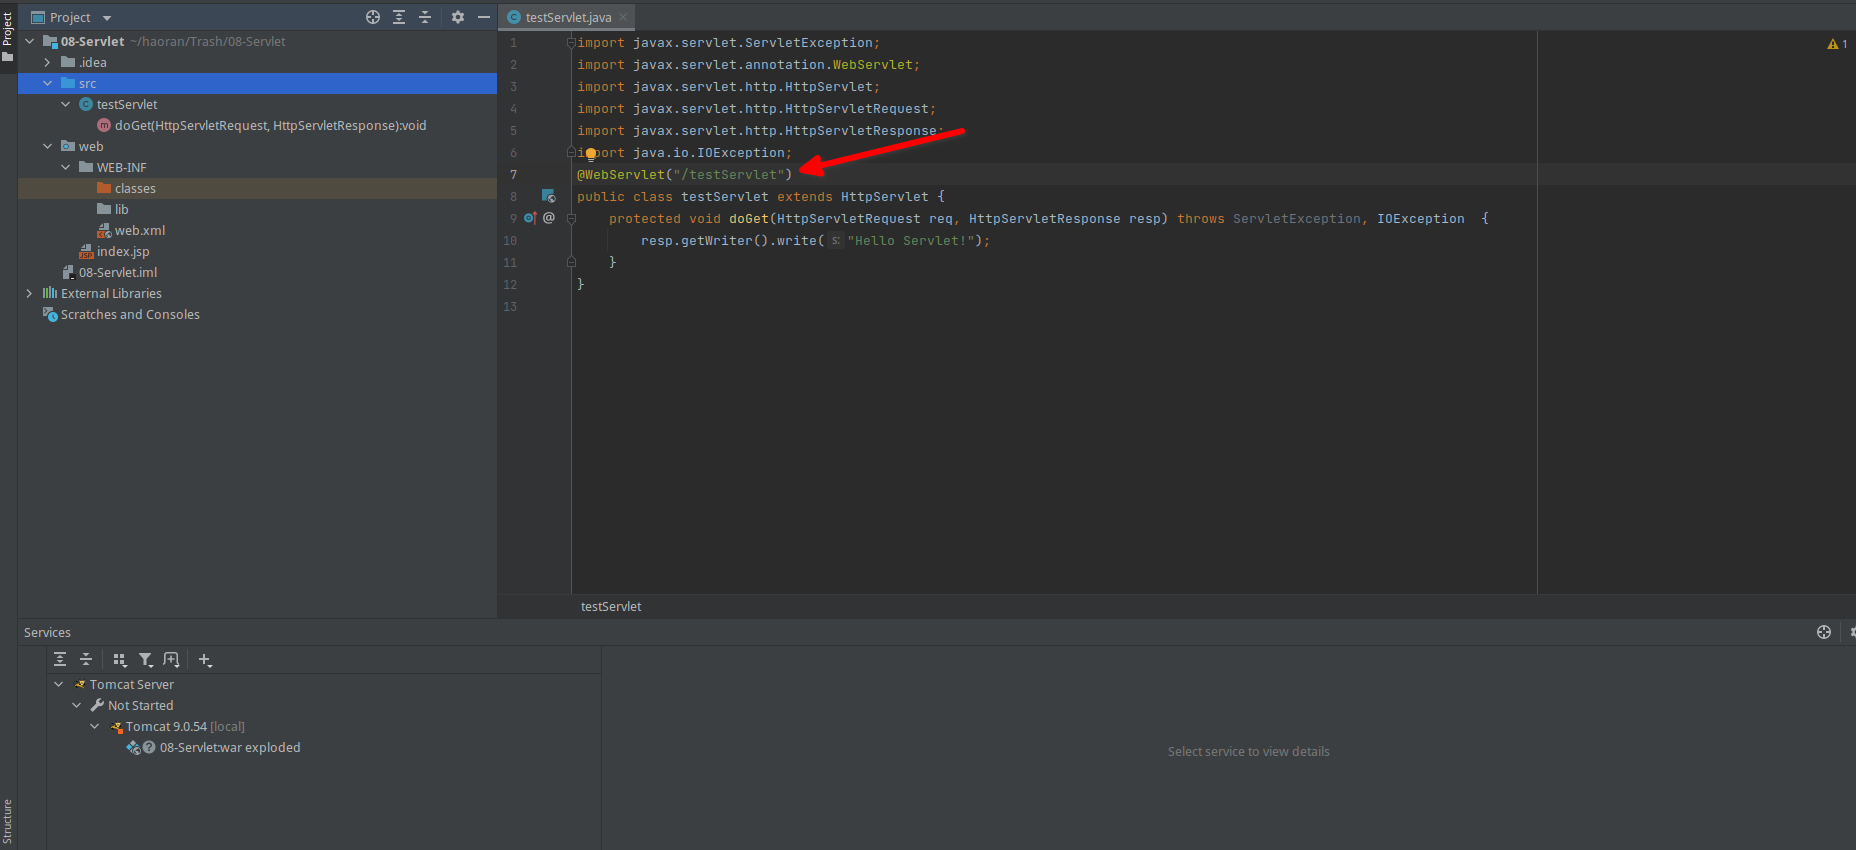 Project
Project
Structure
08-Servlet ~/haoran/Trash/08-Servlet
.idea
src
testServlet
doGet(HttpServletRequest, HttpServletResponse):void
web
WEB-INF
classes
lib
web.xml
index.jsp
08-Servlet.iml
External Libraries
Scratches and Consoles
testServlet.java
1
1 import javax.servlet.ServletException;
2 import javax.servlet.annotation.WebServlet;
3 import javax.servlet.http.HttpServlet;
4 import javax.servlet.http.HttpServletRequest;
5 import javax.servlet.http.HttpServletResponse;
6 import java.io.IOException;
7 @WebServlet("/testServlet")
8 public class testServlet extends HttpServlet {
9 protected void doGet(HttpServletRequest req, HttpServletResponse resp) throws ServletException, IOException {
10 resp.getWriter().write( s: "Hello Servlet!");
11 }
12 }
13
testServlet
Services
Tomcat Server
Not Started
Tomcat 9.0.54 [local]
08-Servlet:war exploded
Select service to view details